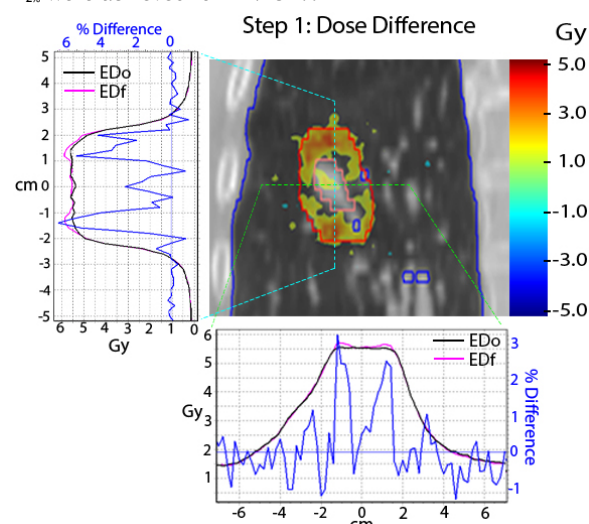 Step 1: Dose Difference
Gy
% Difference
6 4 2 0
5
4
3
2
1
cm 0
-1
-2
-3
-4
-5
EDo
EDf
6 5 4 3 2 1 0
Gy
5.0
3.0
1.0
-1.0
-3.0
-5.0
6
5
4
Gy 3
2
1
EDo
EDf
3
2
1
0
-1
% Difference
-6 -4 -2 0 2 4 6
cm